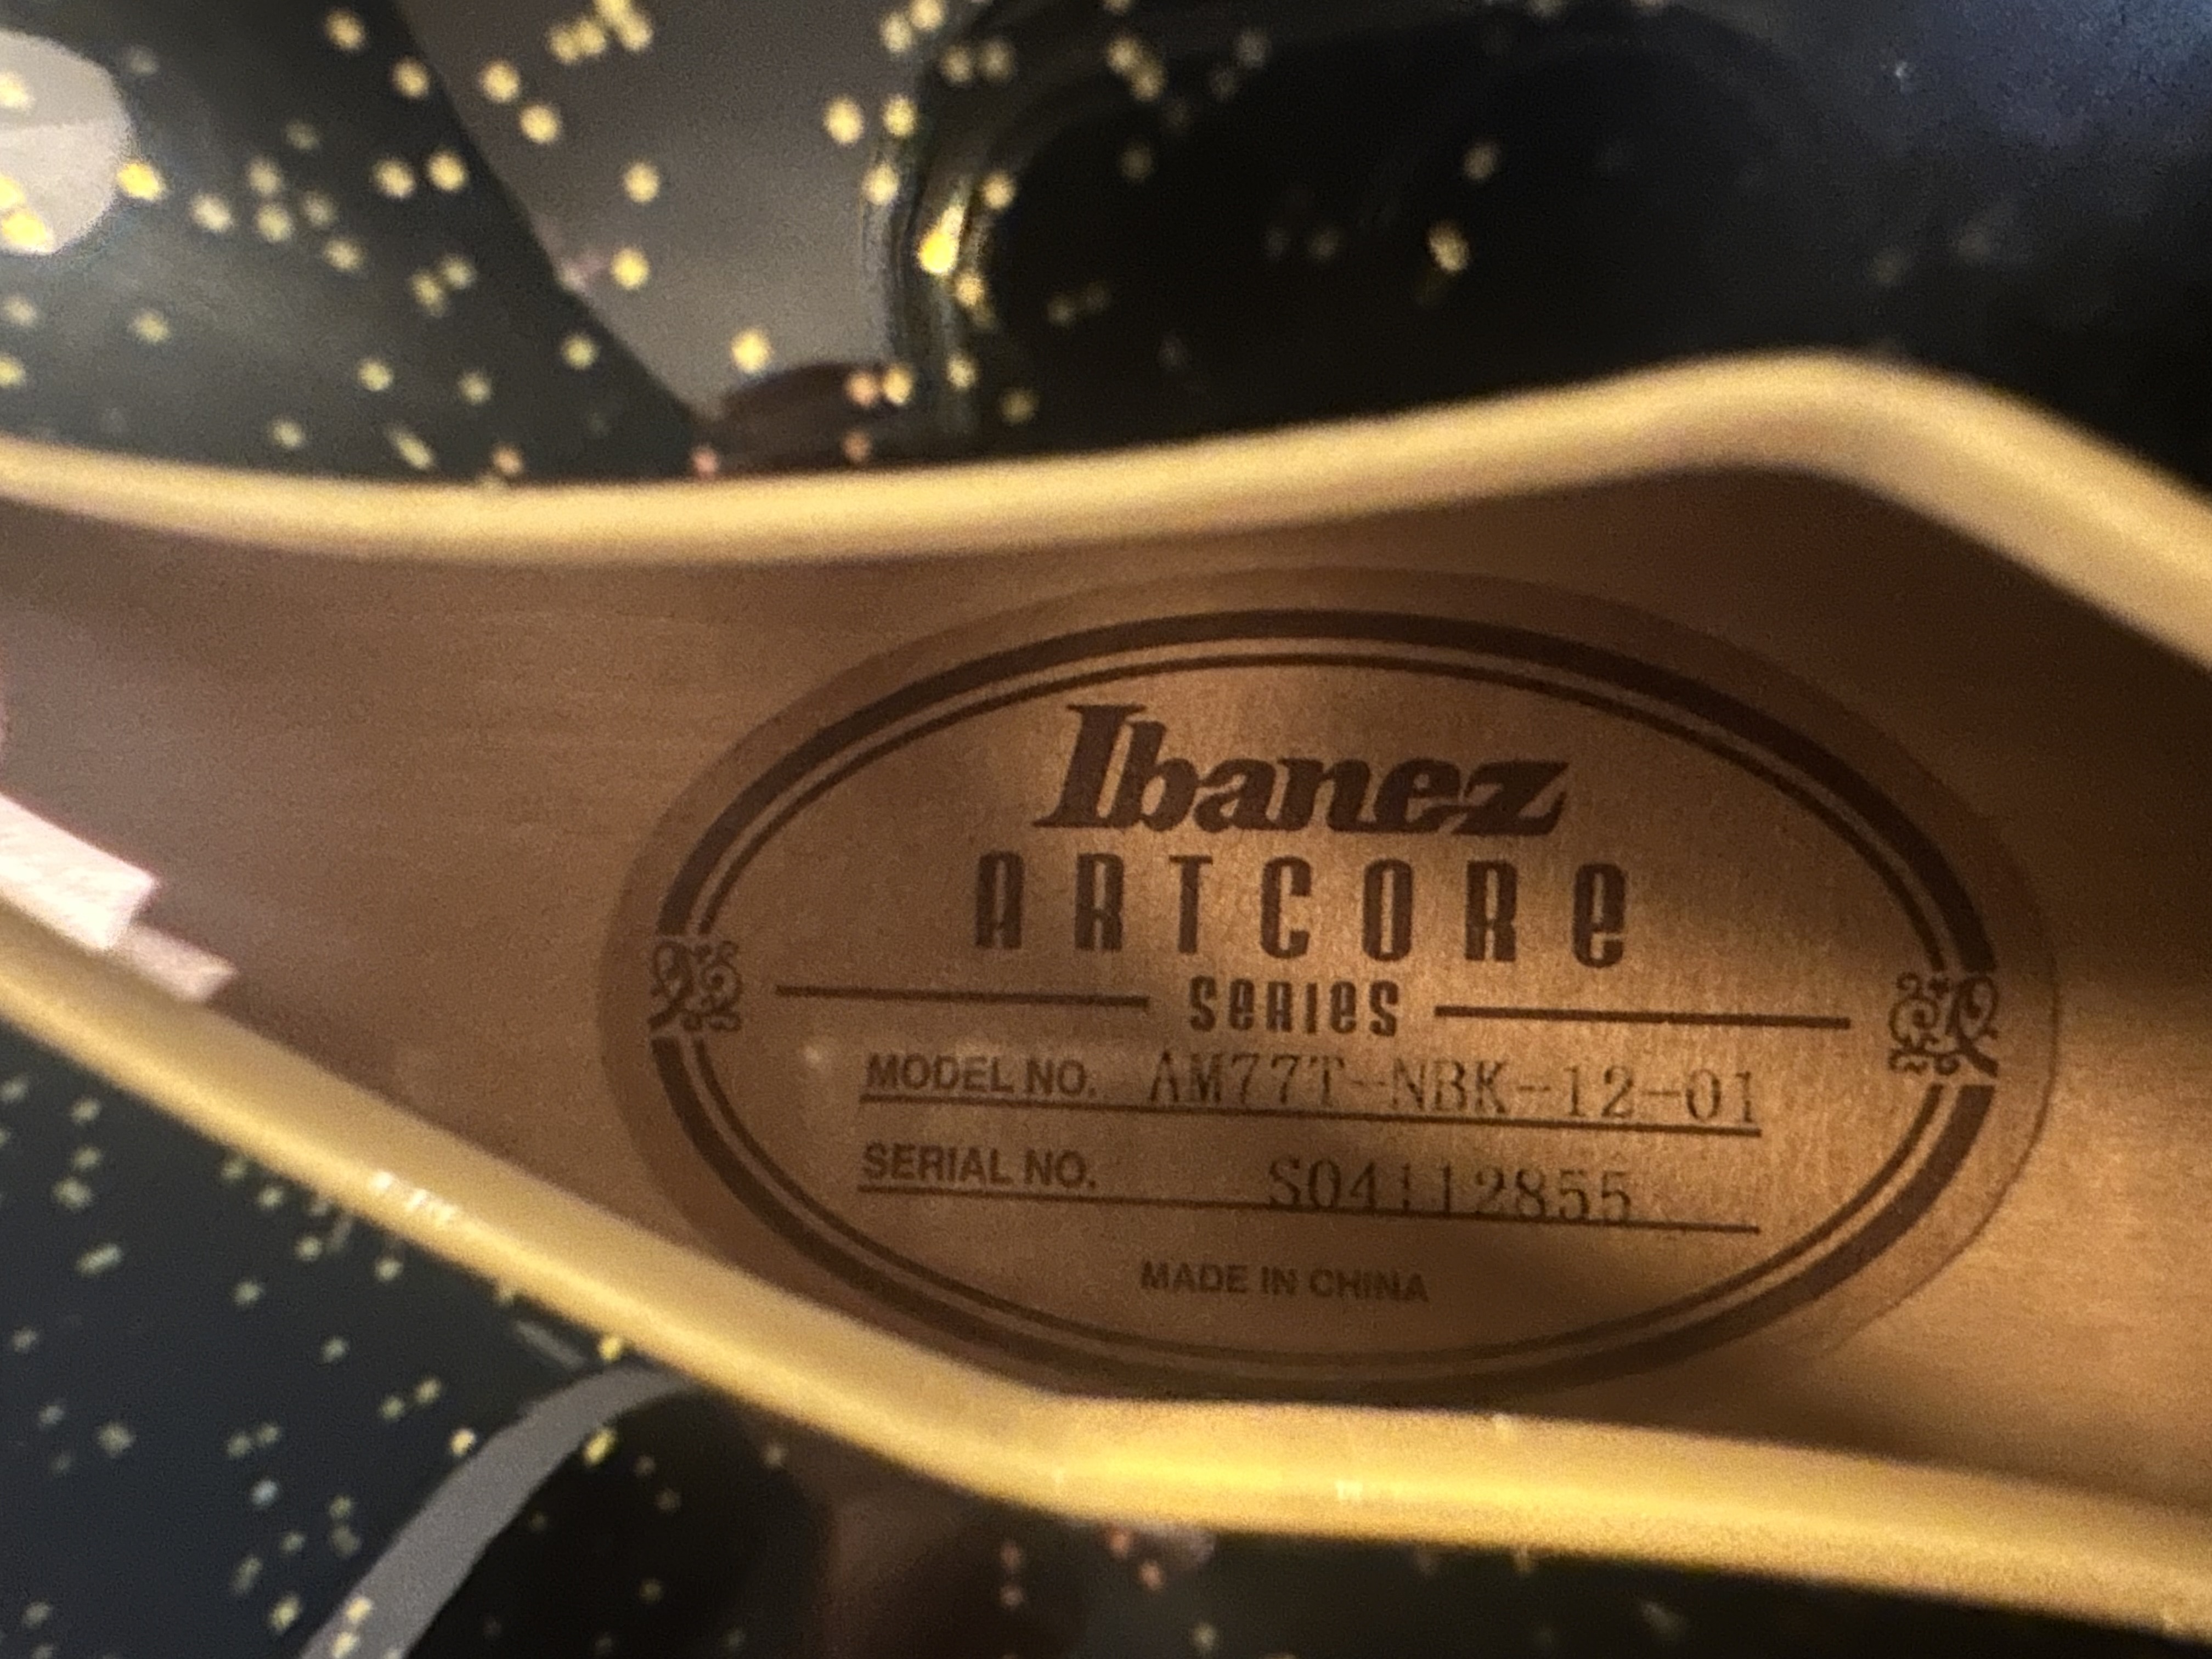 Ibanez
ARTCORE
SERIES
MODEL NO. AM77T-NBK-12-01
SERIAL NO. S04112855
MADE IN CHINA